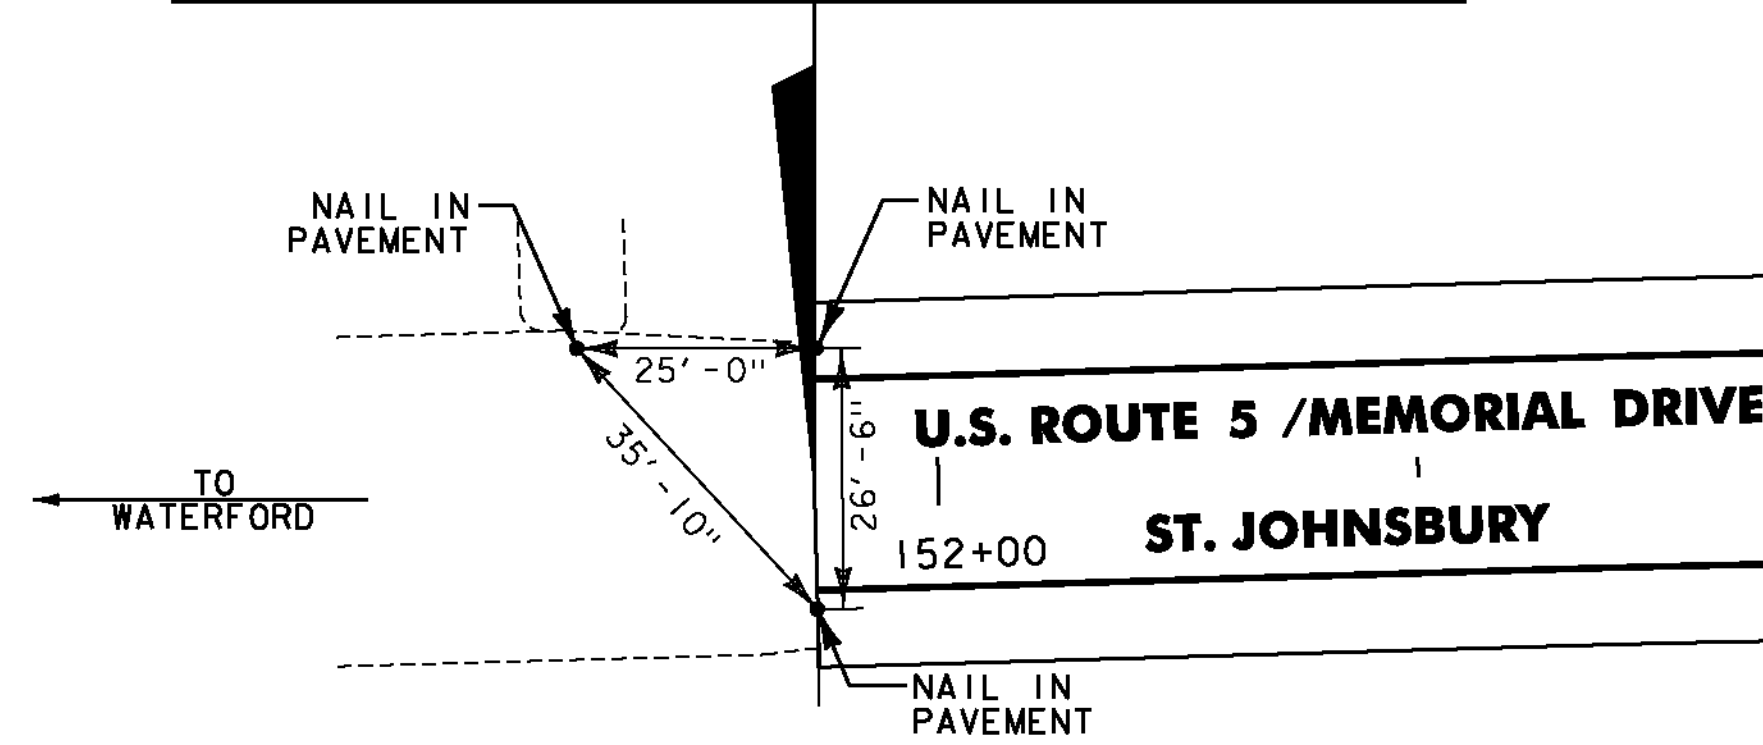 NAIL IN
PAVEMENT
NAIL IN
PAVEMENT
25'-0"
35'-10"
26'-6"
U.S. ROUTE 5 /MEMORIAL DRIVE
TO
WATERFORD
152+00
ST. JOHNSBURY
NAIL IN
PAVEMENT